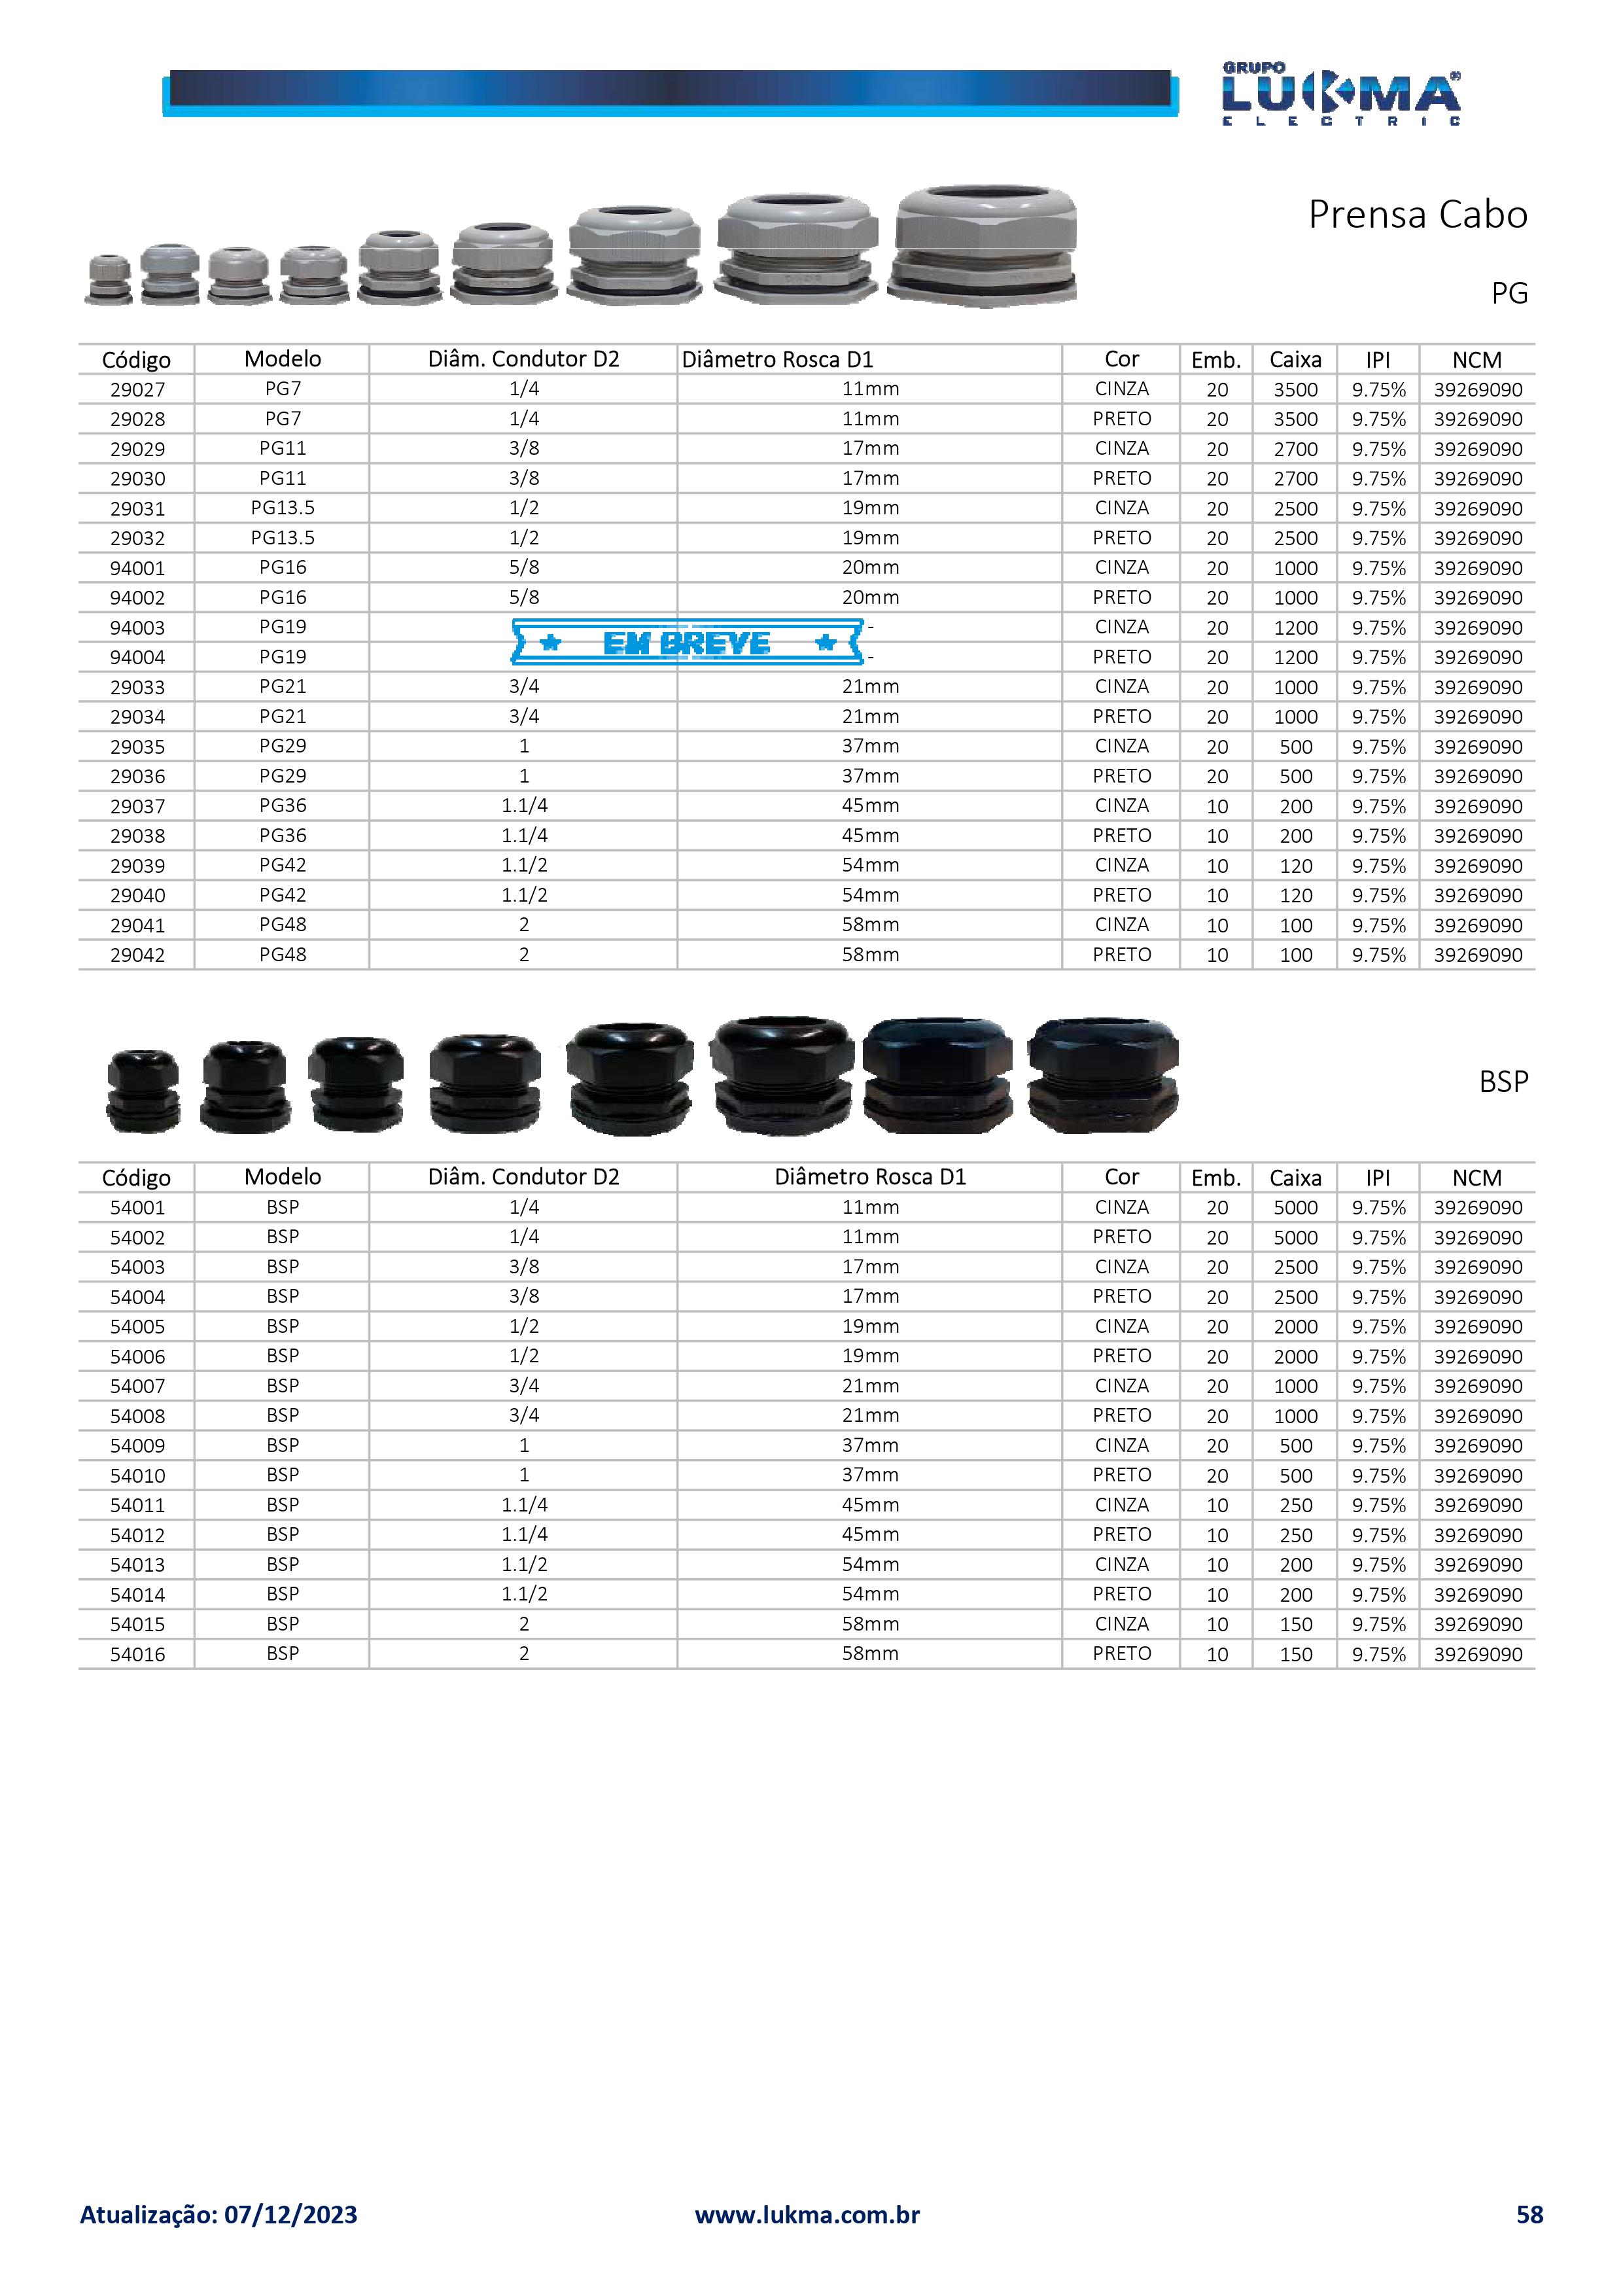 GRUPO
LUKMA®
ELECTRIC
Prensa Cabo
PG
Código Modelo Diâm. Condutor D2 Diâmetro Rosca D1 Cor Emb. Caixa IPI NCM
29027 PG7 1/4 11mm CINZA 20 3500 9.75% 39269090
29028 PG7 1/4 11mm PRETO 20 3500 9.75% 39269090
29029 PG11 3/8 17mm CINZA 20 2700 9.75% 39269090
29030 PG11 3/8 17mm PRETO 20 2700 9.75% 39269090
29031 PG13.5 1/2 19mm CINZA 20 2500 9.75% 39269090
29032 PG13.5 1/2 19mm PRETO 20 2500 9.75% 39269090
94001 PG16 5/8 20mm CINZA 20 1000 9.75% 39269090
94002 PG16 5/8 20mm PRETO 20 1000 9.75% 39269090
94003 PG19 - CINZA 20 1200 9.75% 39269090
EM BREVE
94004 PG19 - PRETO 20 1200 9.75% 39269090
29033 PG21 3/4 21mm CINZA 20 1000 9.75% 39269090
29034 PG21 3/4 21mm PRETO 20 1000 9.75% 39269090
29035 PG29 1 37mm CINZA 20 500 9.75% 39269090
29036 PG29 1 37mm PRETO 20 500 9.75% 39269090
29037 PG36 1.1/4 45mm CINZA 10 200 9.75% 39269090
29038 PG36 1.1/4 45mm PRETO 10 200 9.75% 39269090
29039 PG42 1.1/2 54mm CINZA 10 120 9.75% 39269090
29040 PG42 1.1/2 54mm PRETO 10 120 9.75% 39269090
29041 PG48 2 58mm CINZA 10 100 9.75% 39269090
29042 PG48 2 58mm PRETO 10 100 9.75% 39269090
BSP
Código Modelo Diâm. Condutor D2 Diâmetro Rosca D1 Cor Emb. Caixa IPI NCM
54001 BSP 1/4 11mm CINZA 20 5000 9.75% 39269090
54002 BSP 1/4 11mm PRETO 20 5000 9.75% 39269090
54003 BSP 3/8 17mm CINZA 20 2500 9.75% 39269090
54004 BSP 3/8 17mm PRETO 20 2500 9.75% 39269090
54005 BSP 1/2 19mm CINZA 20 2000 9.75% 39269090
54006 BSP 1/2 19mm PRETO 20 2000 9.75% 39269090
54007 BSP 3/4 21mm CINZA 20 1000 9.75% 39269090
54008 BSP 3/4 21mm PRETO 20 1000 9.75% 39269090
54009 BSP 1 37mm CINZA 20 500 9.75% 39269090
54010 BSP 1 37mm PRETO 20 500 9.75% 39269090
54011 BSP 1.1/4 45mm CINZA 10 250 9.75% 39269090
54012 BSP 1.1/4 45mm PRETO 10 250 9.75% 39269090
54013 BSP 1.1/2 54mm CINZA 10 200 9.75% 39269090
54014 BSP 1.1/2 54mm PRETO 10 200 9.75% 39269090
54015 BSP 2 58mm CINZA 10 150 9.75% 39269090
54016 BSP 2 58mm PRETO 10 150 9.75% 39269090
Atualização: 07/12/2023 www.lukma.com.br 58